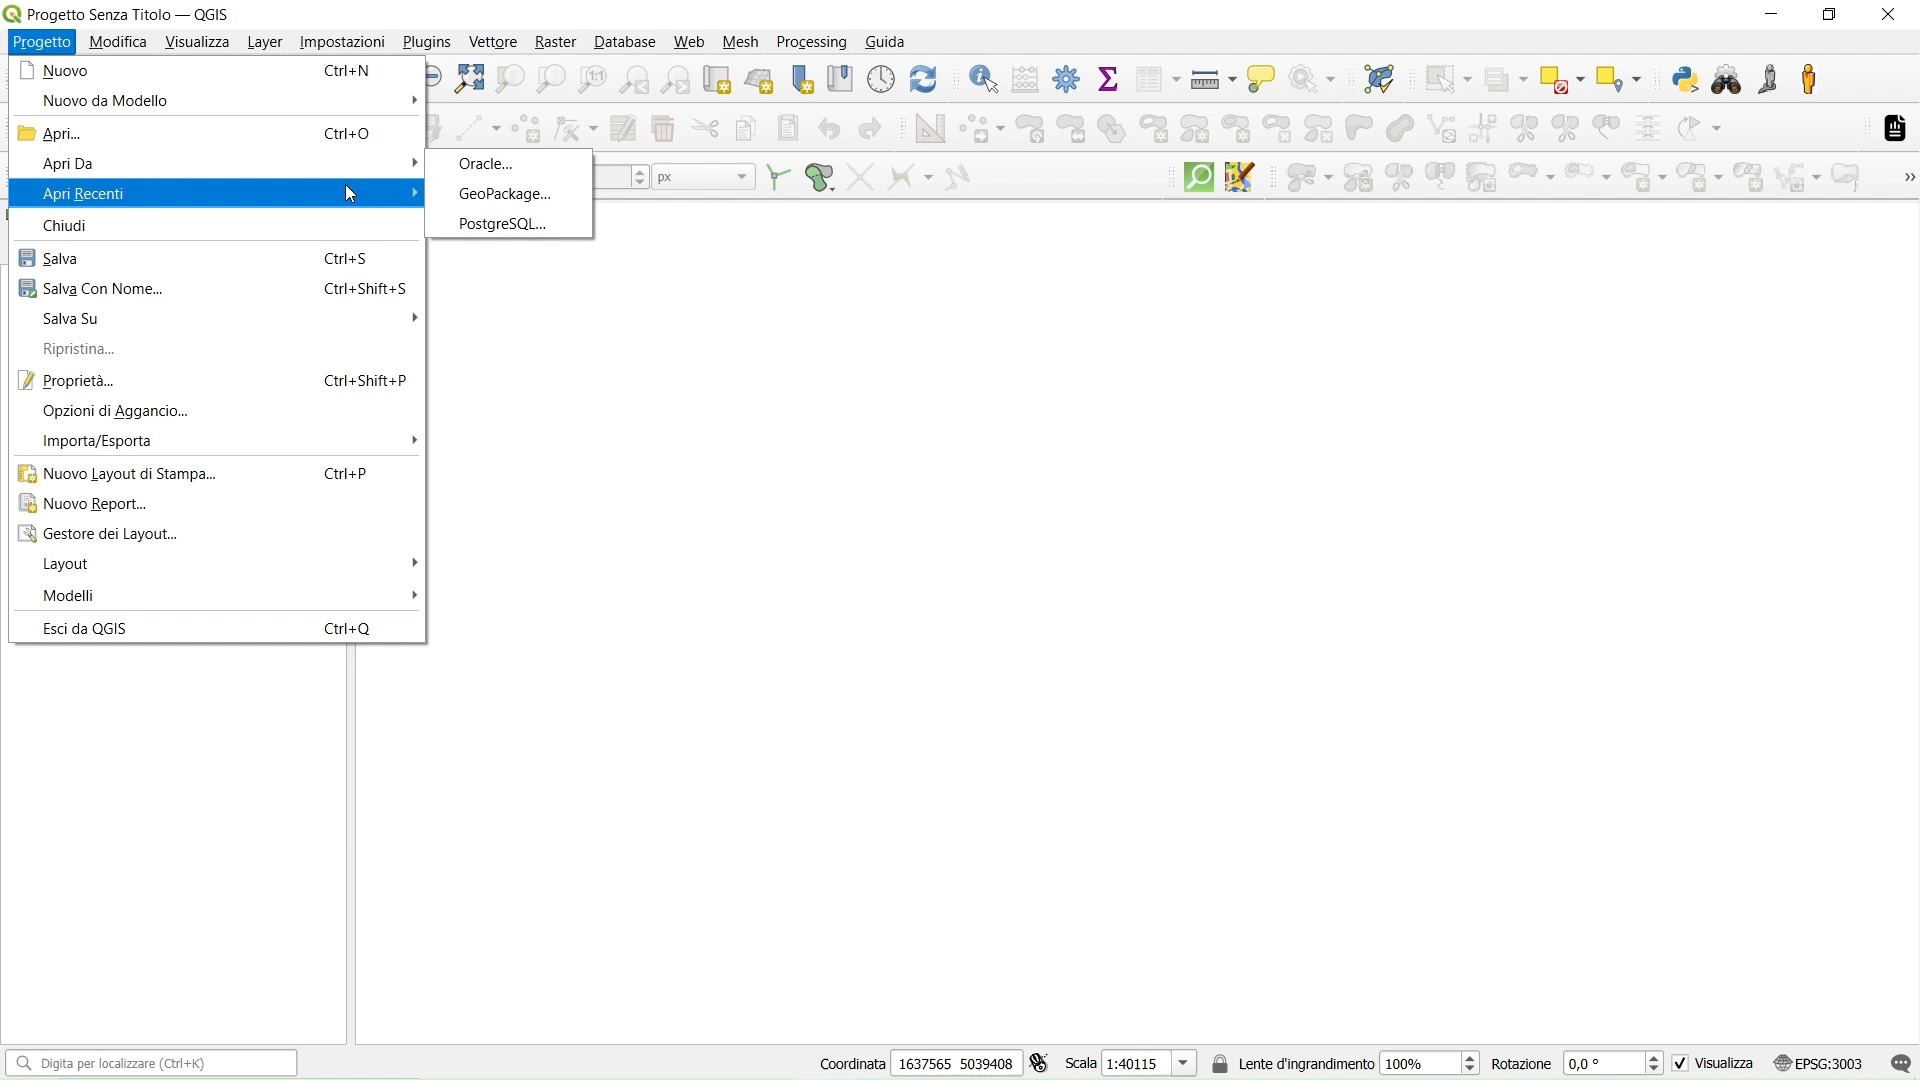 Progetto Senza Titolo — QGIS
Progetto Modifica Visualizza Layer Impostazioni Plugins Vettore Raster Database Web Mesh Processing Guida
Nuovo Ctrl+N
Nuovo da Modello
Apri... Ctrl+O
Apri Da
Apri Recenti
Chiudi
Salva Ctrl+S
Salva Con Nome... Ctrl+Shift+S
Salva Su
Ripristina...
Proprietà... Ctrl+Shift+P
Opzioni di Aggancio...
Importa/Esporta
Nuovo Layout di Stampa... Ctrl+P
Nuovo Report...
Gestore dei Layout...
Layout
Modelli
Esci da QGIS Ctrl+Q
Oracle...
GeoPackage...
PostgreSQL...
1:1
px
»
Digita per localizzare (Ctrl+K)
Coordinata 1637565 5039408 Scala 1:40115 Lente d'ingrandimento 100% Rotazione 0,0 ° Visualizza EPSG:3003